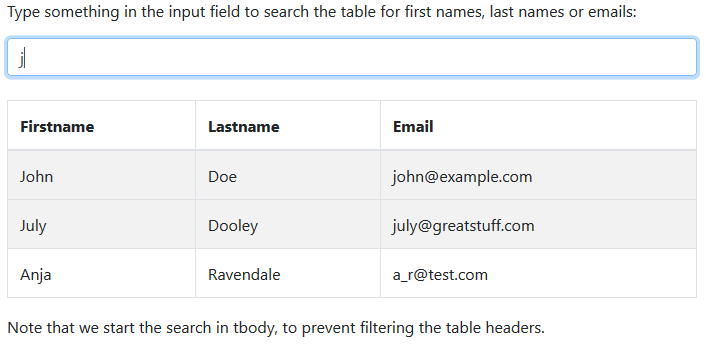 Type something in the input field to search the table for first names, last names or emails:
j
Firstname Lastname Email
John Doe john@example.com
July Dooley july@greatstuff.com
Anja Ravendale a_r@test.com
Note that we start the search in tbody, to prevent filtering the table headers.